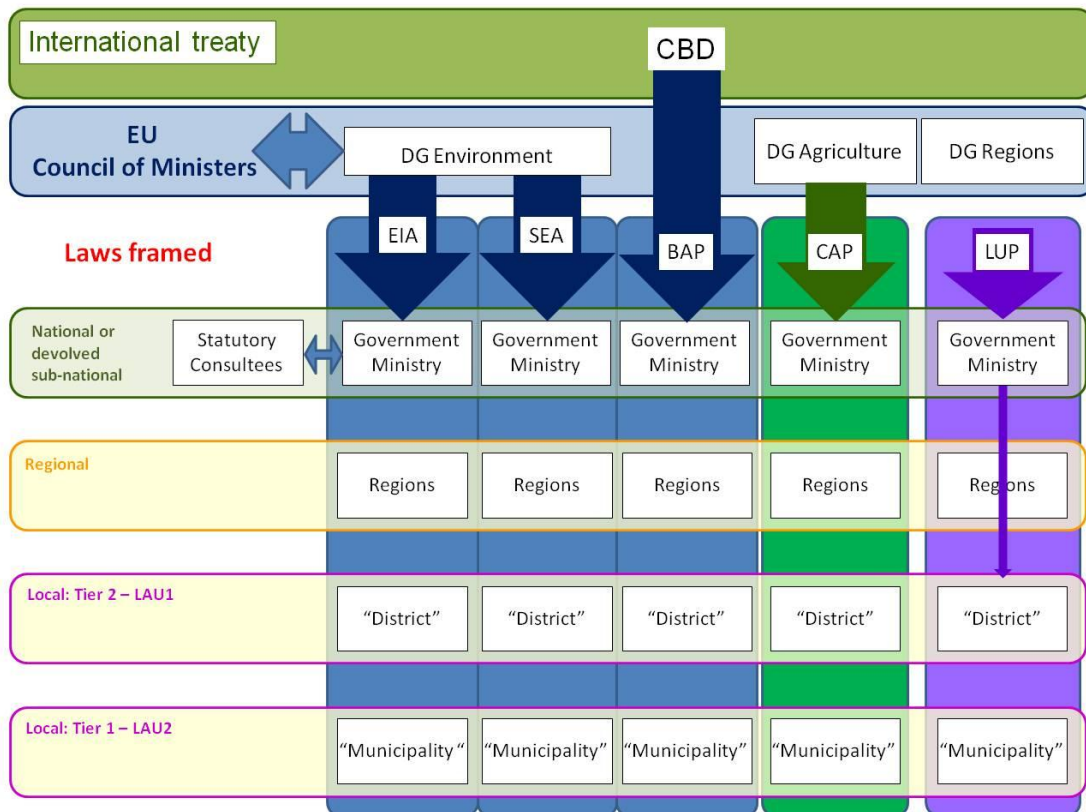 International treaty
CBD
EU
Council of Ministers
DG Environment
DG Agriculture
DG Regions
Laws framed
EIA
SEA
BAP
CAP
LUP
National or
devolved
sub-national
Statutory
Consultees
Government
Ministry
Government
Ministry
Government
Ministry
Government
Ministry
Government
Ministry
Regional
Regions
Regions
Regions
Regions
Regions
Local: Tier 2 – LAU1
“District”
“District”
“District”
“District”
“District”
Local: Tier 1 – LAU2
“Municipality “
“Municipality”
“Municipality”
“Municipality”
“Municipality”